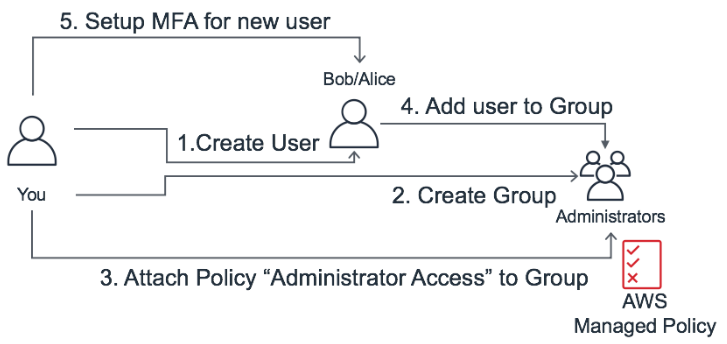 5. Setup MFA for new user
Bob/Alice
4. Add user to Group
1.Create User
You
2. Create Group
Administrators
3. Attach Policy “Administrator Access” to Group
AWS
Managed Policy